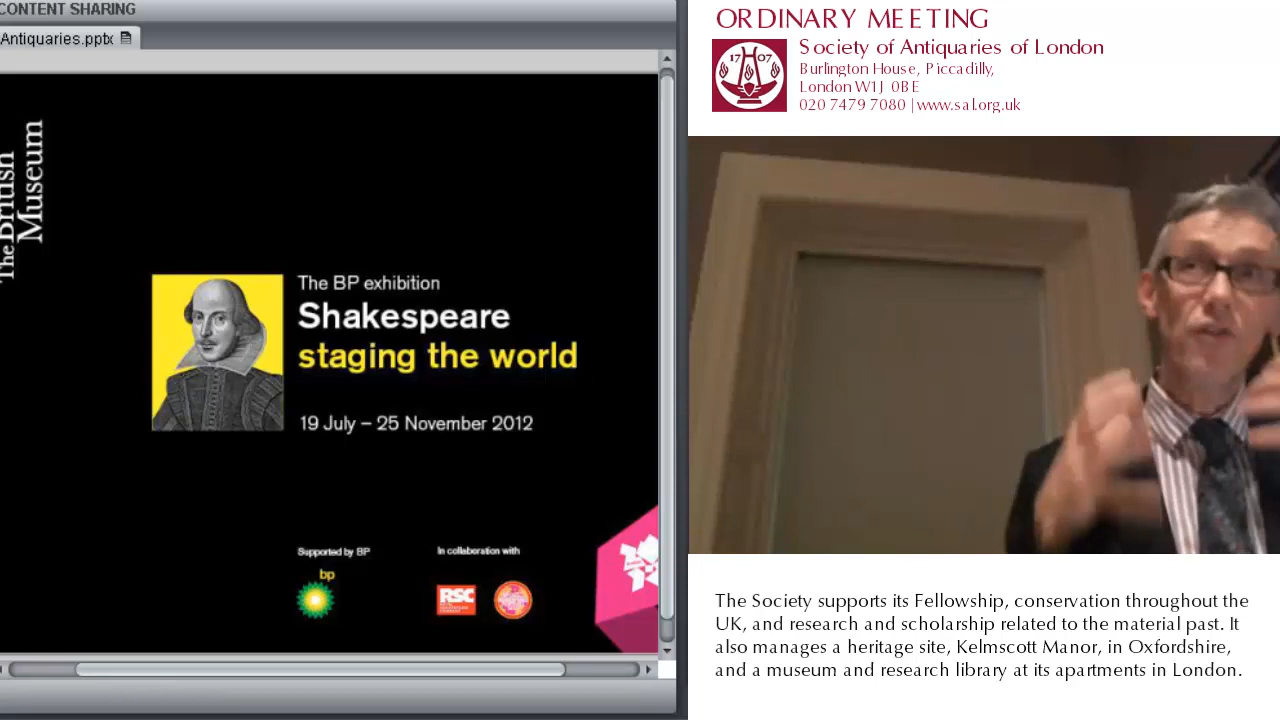 CONTENT SHARING
Antiquaries.pptx
The British
Museum
The BP exhibition
Shakespeare
staging the world
19 July – 25 November 2012
Supported by BP
In collaboration with
bp
RSC
ORDINARY MEETING
Society of Antiquaries of London
Burlington House, Piccadilly,
London W1J 0BE
020 7479 7080 | www.sal.org.uk
17 07
The Society supports its Fellowship, conservation throughout the
UK, and research and scholarship related to the material past. It
also manages a heritage site, Kelmscott Manor, in Oxfordshire,
and a museum and research library at its apartments in London.